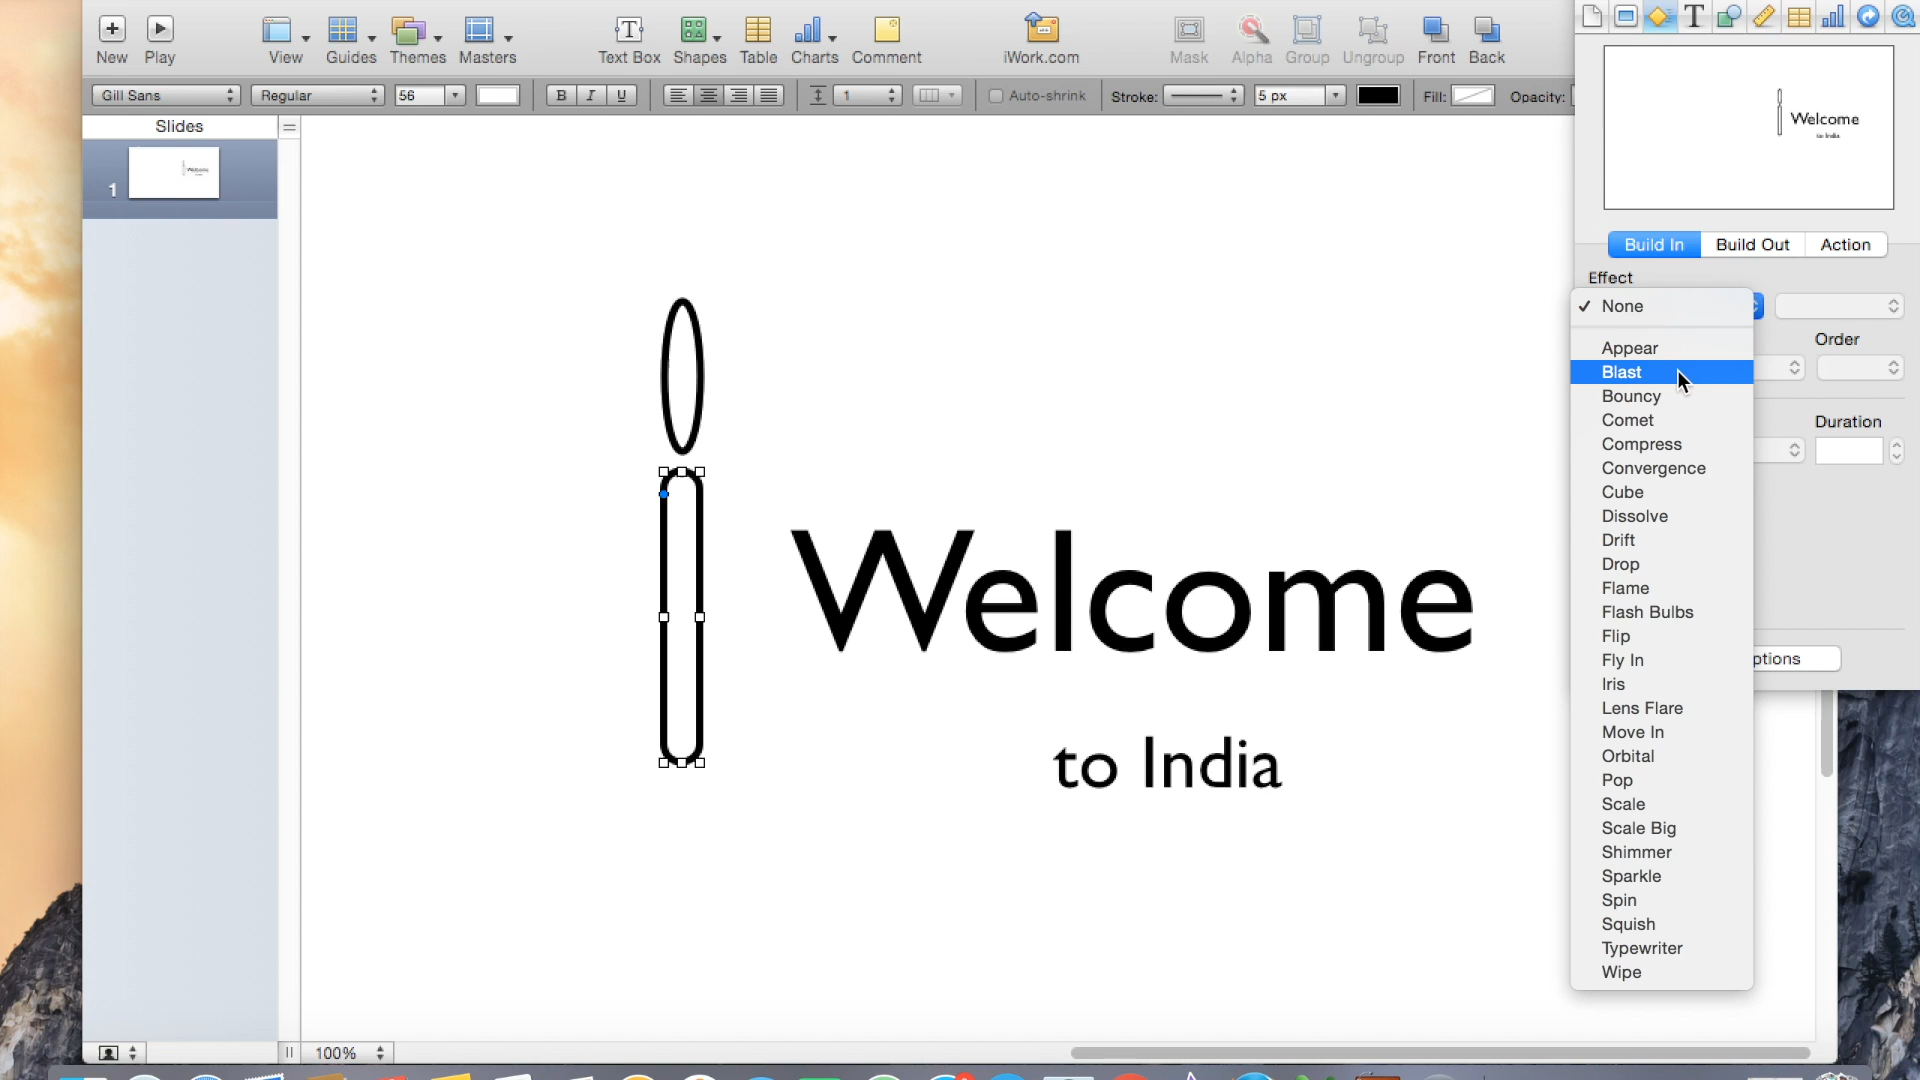 New Play View Guides Themes Masters Text Box Shapes Table Charts Comment iWork.com Mask Alpha Group Ungroup Front Back
Gill Sans Regular 56 B I U 1 Auto-shrink Stroke: 5 px Fill: Opacity:
Slides
1
Welcome
to India
Welcome
to India
Build In Build Out Action
Effect
None
Order
Duration
ptions
Appear
Blast
Bouncy
Comet
Compress
Convergence
Cube
Dissolve
Drift
Drop
Flame
Flash Bulbs
Flip
Fly In
Iris
Lens Flare
Move In
Orbital
Pop
Scale
Scale Big
Shimmer
Sparkle
Spin
Squish
Typewriter
Wipe
100%